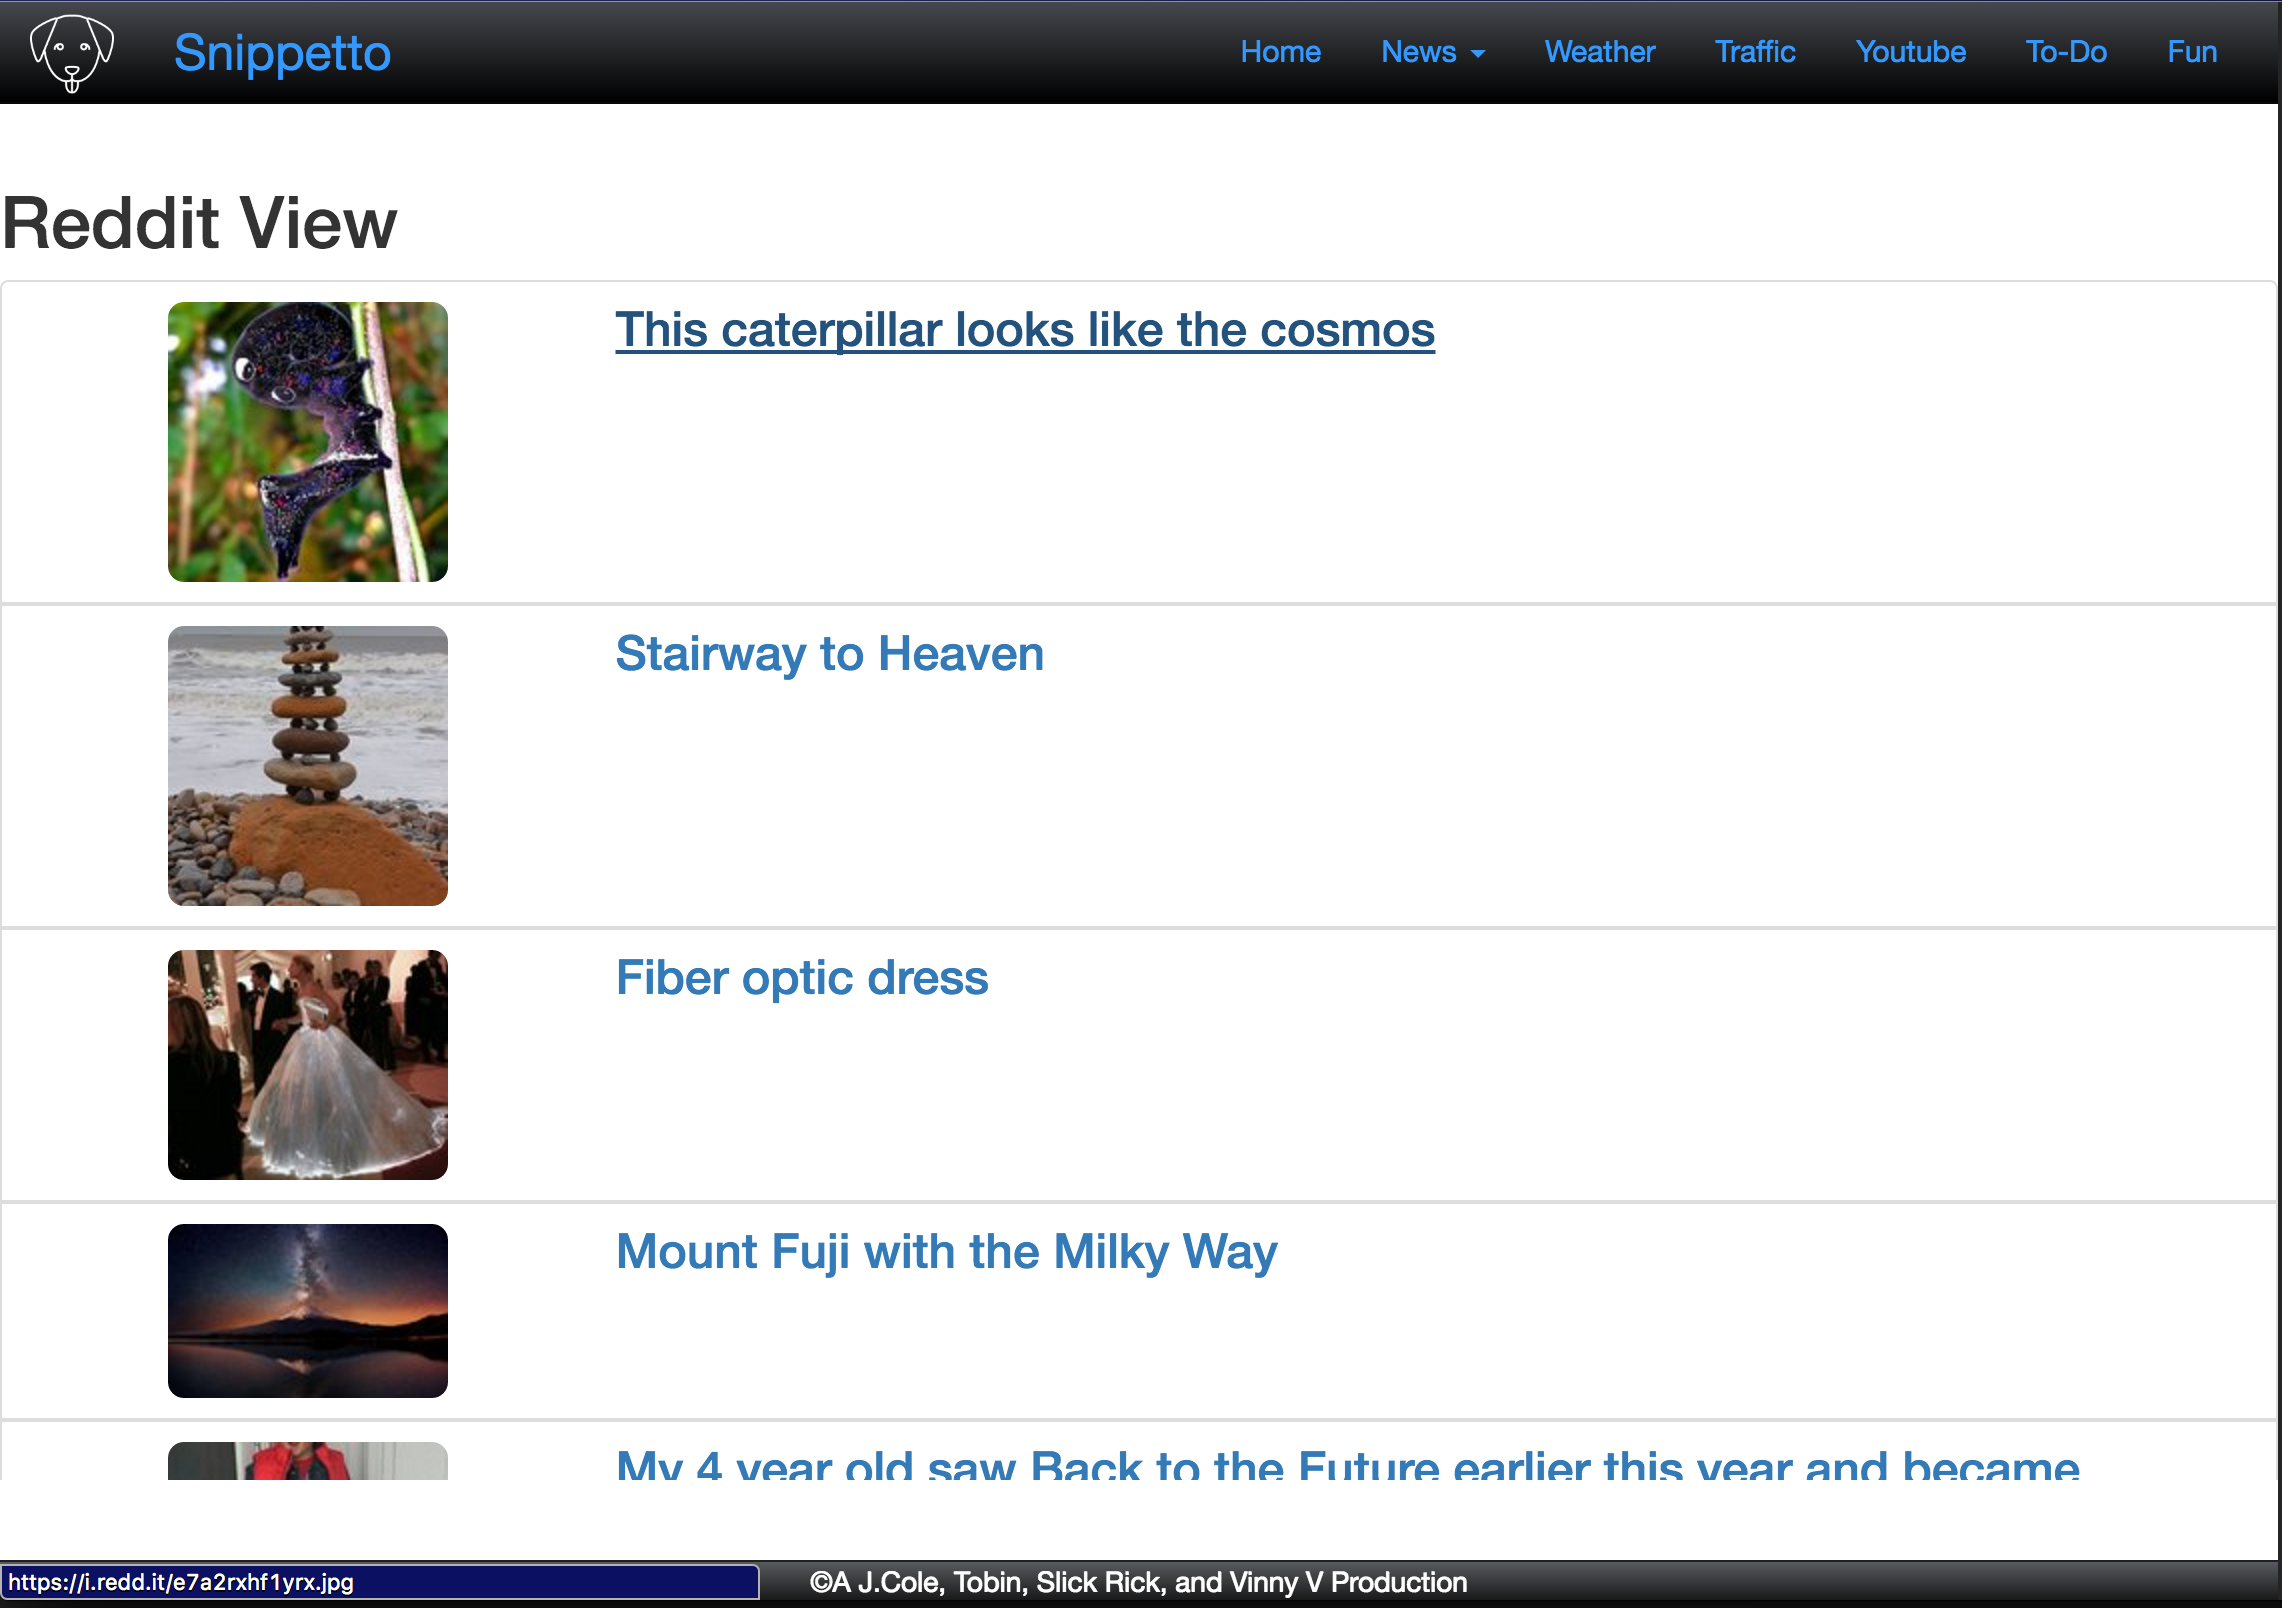 Snippetto
Home News Weather Traffic Youtube To-Do Fun
Reddit View
This caterpillar looks like the cosmos
Stairway to Heaven
Fiber optic dress
Mount Fuji with the Milky Way
My 4 year old saw Back to the Future earlier this year and became
https://i.redd.it/e7a2rxhf1yrx.jpg
©A J.Cole, Tobin, Slick Rick, and Vinny V Production